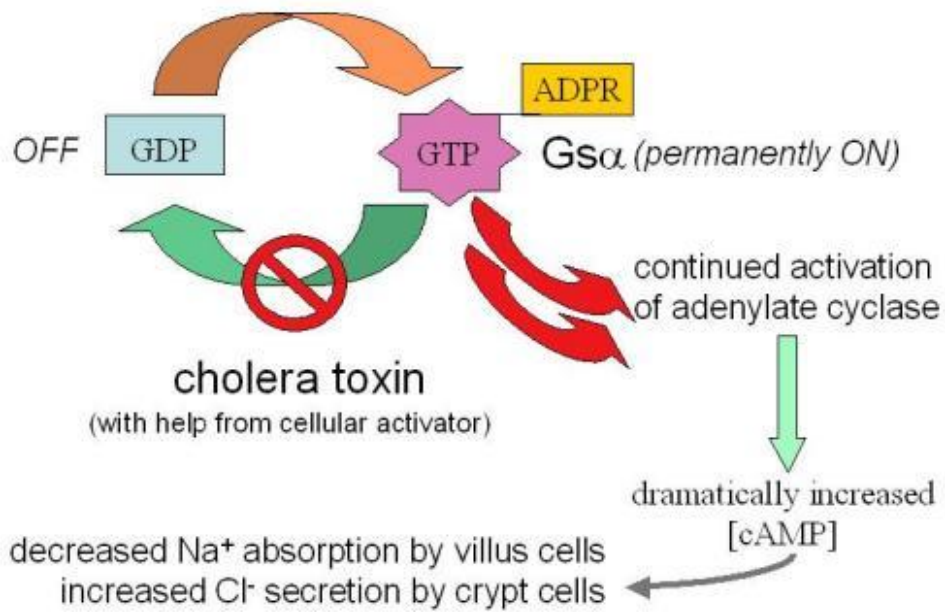 ADPR
OFF
GDP
GTP
Gsα (permanently ON)
continued activation
of adenylate cyclase
cholera toxin
(with help from cellular activator)
dramatically increased
[cAMP]
decreased Na⁺ absorption by villus cells
increased Cl⁻ secretion by crypt cells